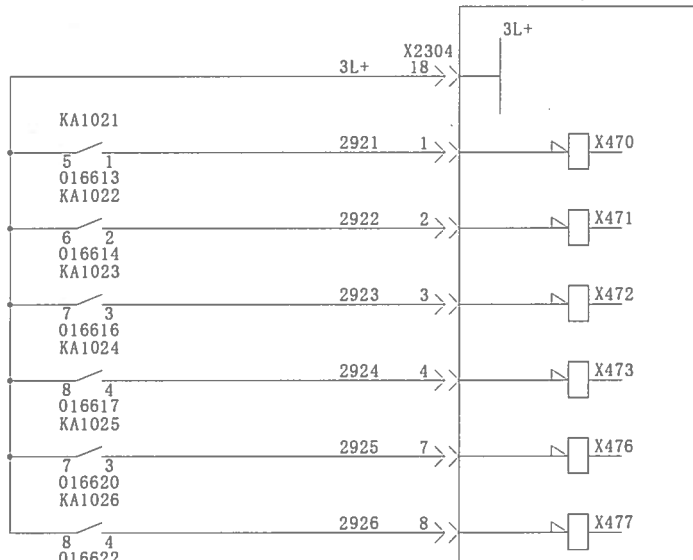 3L+
X2304
3L+ 18
KA1021
2921 1 X470
5 1
016613
KA1022
2922 2 X471
6 2
016614
KA1023
2923 3 X472
7 3
016616
KA1024
2924 4 X473
8 4
016617
KA1025
2925 7 X476
7 3
016620
KA1026
2926 8 X477
8 4
016622